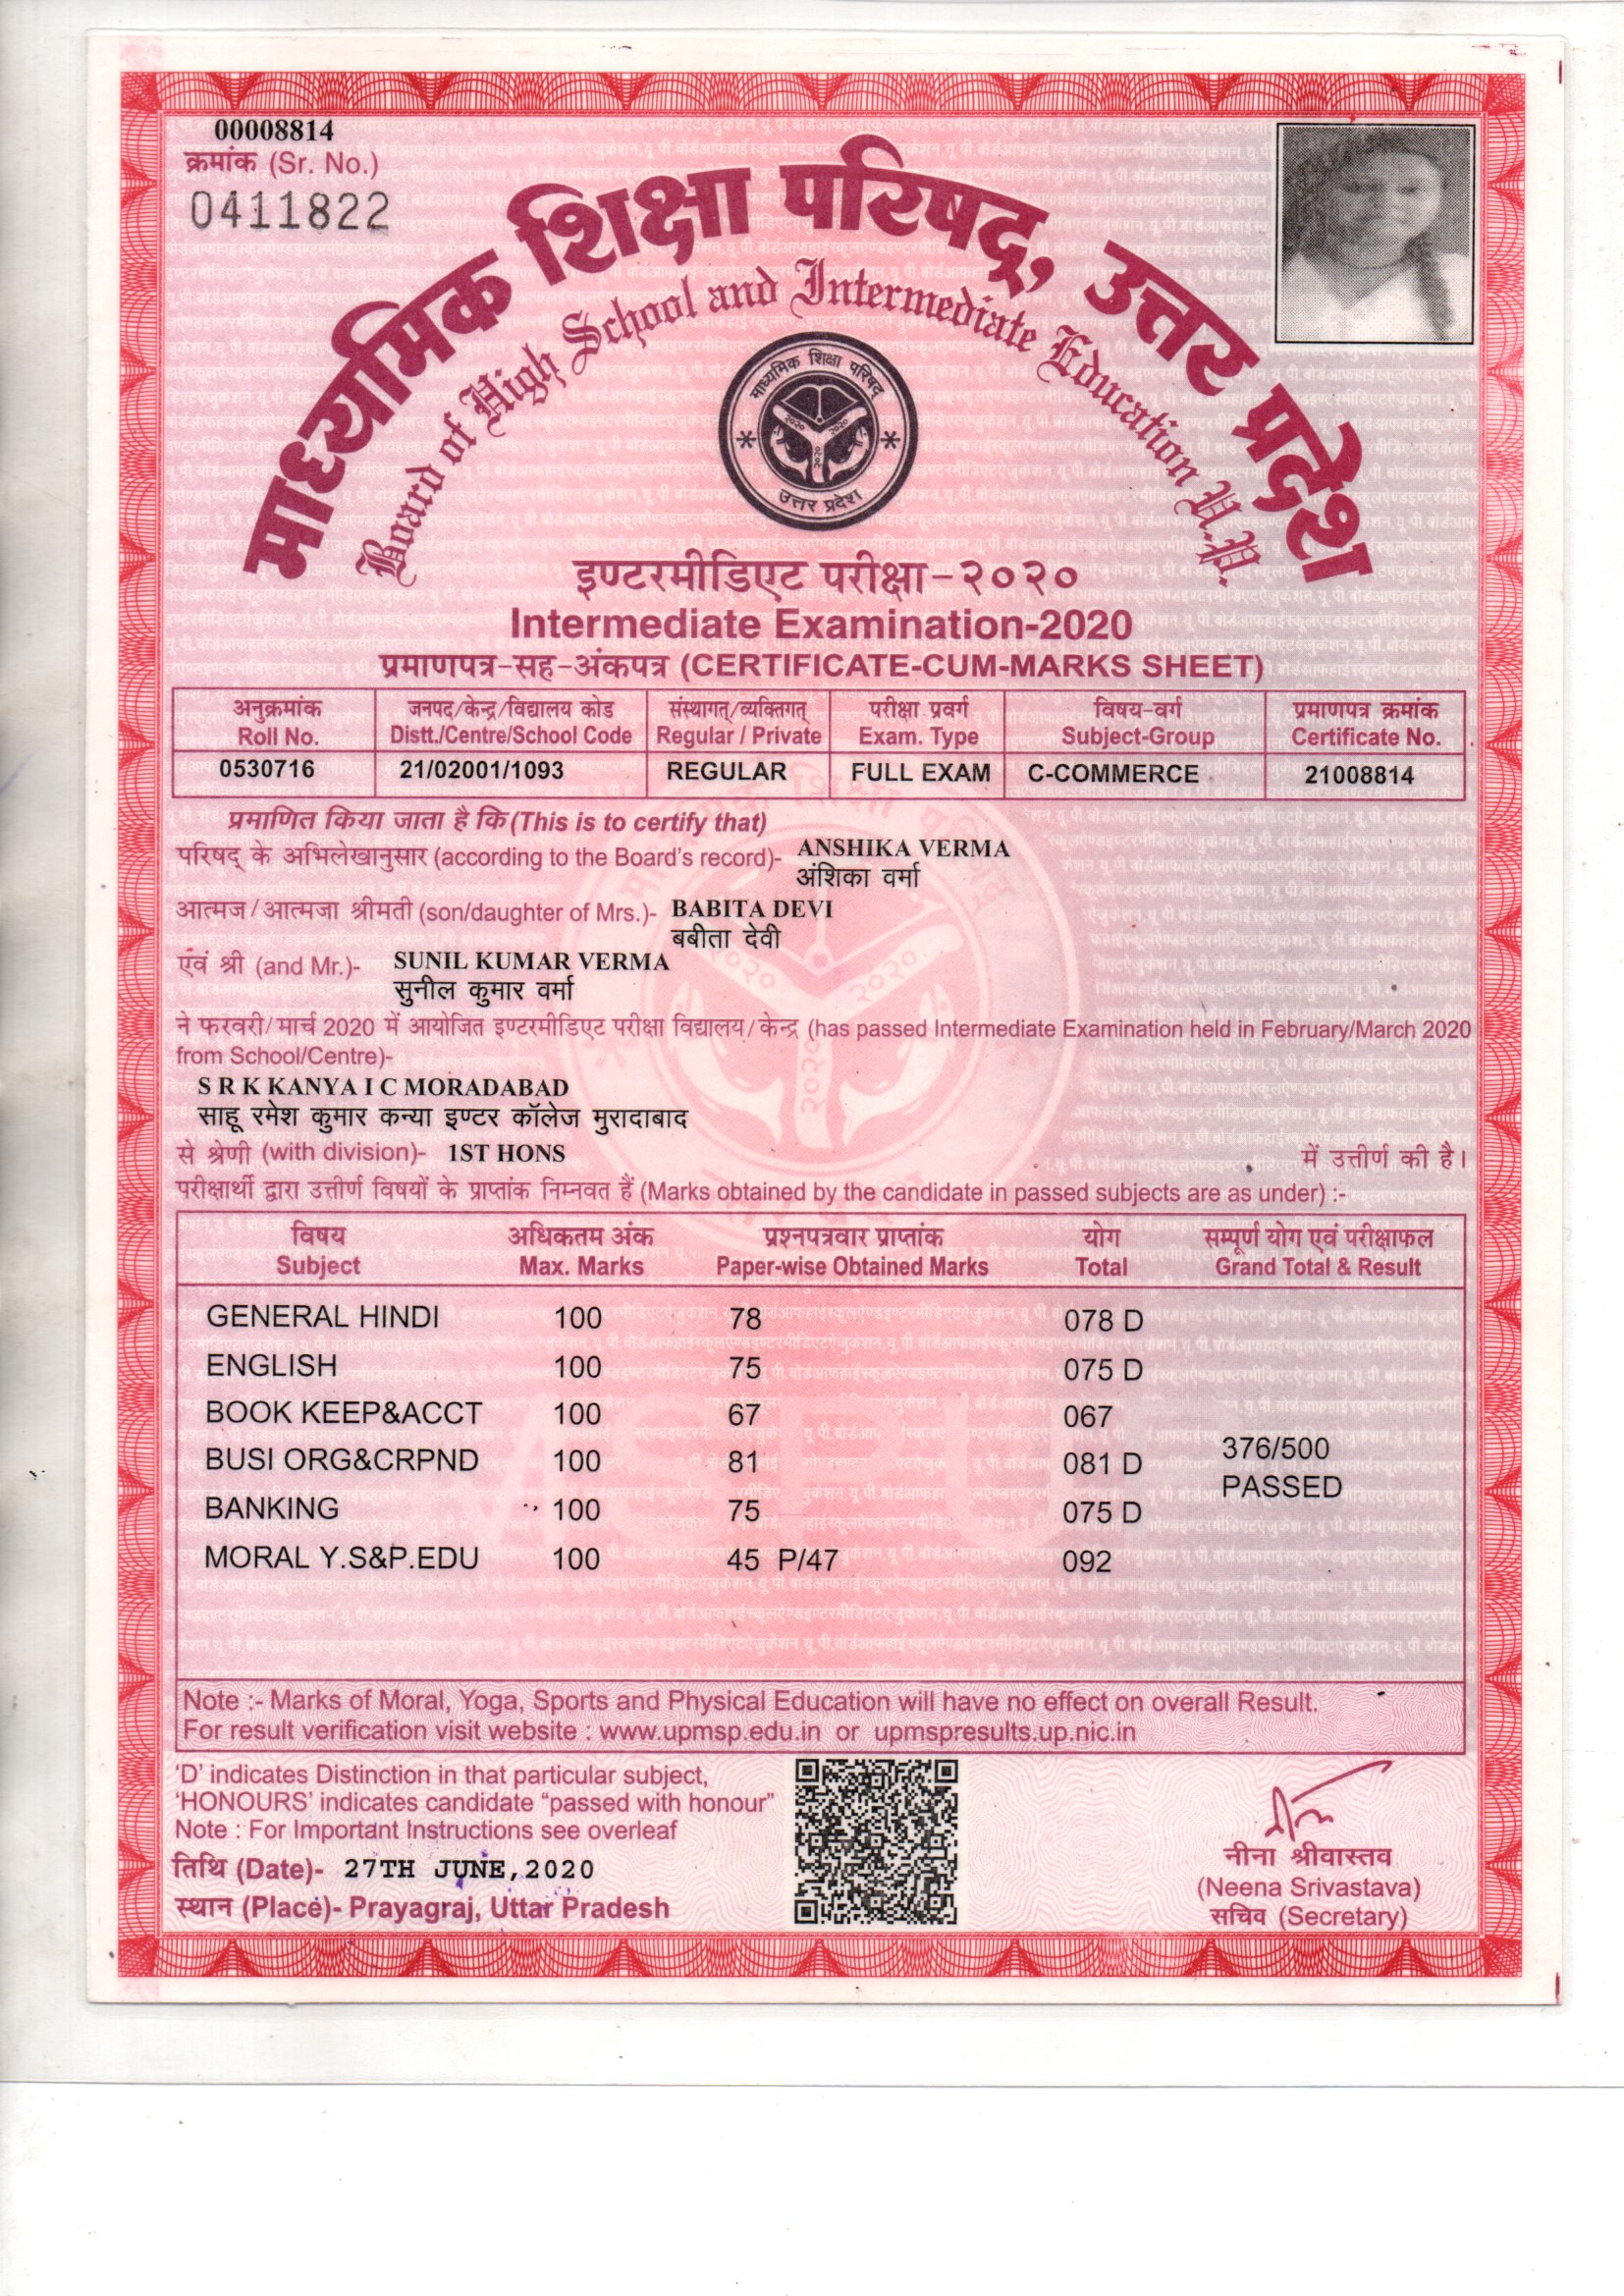 00008814
क्रमांक (Sr. No.)
0411822
माध्यमिक शिक्षा परिषद्, उत्तर प्रदेश
Board of High School and Intermediate Education U.P.
माध्यमिक शिक्षा परिषद्
उत्तर प्रदेश
इण्टरमीडिएट परीक्षा-२०२०
Intermediate Examination-2020
प्रमाणपत्र-सह-अंकपत्र (CERTIFICATE-CUM-MARKS SHEET)
अनुक्रमांक जनपद/केन्द्र/विद्यालय कोड संस्थागत्/व्यक्तिगत् परीक्षा प्रवर्ग विषय-वर्ग प्रमाणपत्र क्रमांक
Roll No. Distt./Centre/School Code Regular / Private Exam. Type Subject-Group Certificate No.
0530716 21/02001/1093 REGULAR FULL EXAM C-COMMERCE 21008814
प्रमाणित किया जाता है कि (This is to certify that)
परिषद् के अभिलेखानुसार (according to the Board's record)- ANSHIKA VERMA
अंशिका वर्मा
आत्मज/आत्मजा श्रीमती (son/daughter of Mrs.)- BABITA DEVI
बबीता देवी
एंवं श्री (and Mr.)- SUNIL KUMAR VERMA
सुनील कुमार वर्मा
ने फरवरी/मार्च 2020 में आयोजित इण्टरमीडिएट परीक्षा विद्यालय/केन्द्र (has passed Intermediate Examination held in February/March 2020
from School/Centre)-
S R K KANYA I C MORADABAD
साहू रमेश कुमार कन्या इण्टर कॉलेज मुरादाबाद
से श्रेणी (with division)- 1ST HONS में उत्तीर्ण की है।
परीक्षार्थी द्वारा उत्तीर्ण विषयों के प्राप्तांक निम्नवत हैं (Marks obtained by the candidate in passed subjects are as under) :-
विषय अधिकतम अंक प्रश्नपत्रवार प्राप्तांक योग सम्पूर्ण योग एवं परीक्षाफल
Subject Max. Marks Paper-wise Obtained Marks Total Grand Total & Result
GENERAL HINDI 100 78 078 D
ENGLISH 100 75 075 D
BOOK KEEP&ACCT 100 67 067
376/500
BUSI ORG&CRPND 100 81 081 D
PASSED
BANKING 100 75 075 D
MORAL Y.S&P.EDU 100 45 P/47 092
Note :- Marks of Moral, Yoga, Sports and Physical Education will have no effect on overall Result.
For result verification visit website : www.upmsp.edu.in or upmspresults.up.nic.in
'D' indicates Distinction in that particular subject,
'HONOURS' indicates candidate "passed with honour"
Note : For Important Instructions see overleaf
तिथि (Date)- 27TH JUNE,2020
स्थान (Place)- Prayagraj, Uttar Pradesh
नीना श्रीवास्तव
(Neena Srivastava)
सचिव (Secretary)